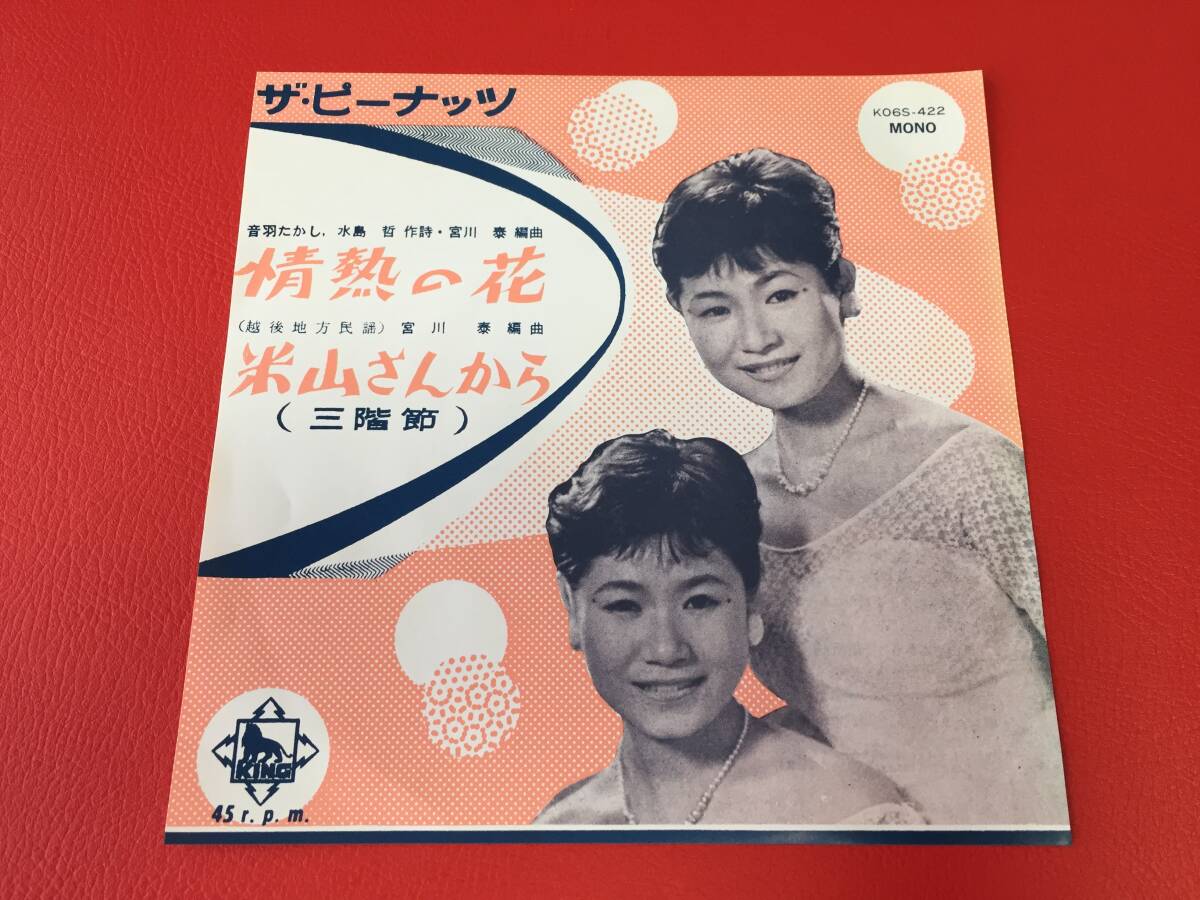 ザ・ピーナッツ
K06S-422
MONO
音羽たかし, 水島 哲 作詩・宮川 泰 編曲
情熱の花
(越後地方民謡) 宮川 泰 編曲
米山さんから
(三階節)
KING
45 r. p. m.